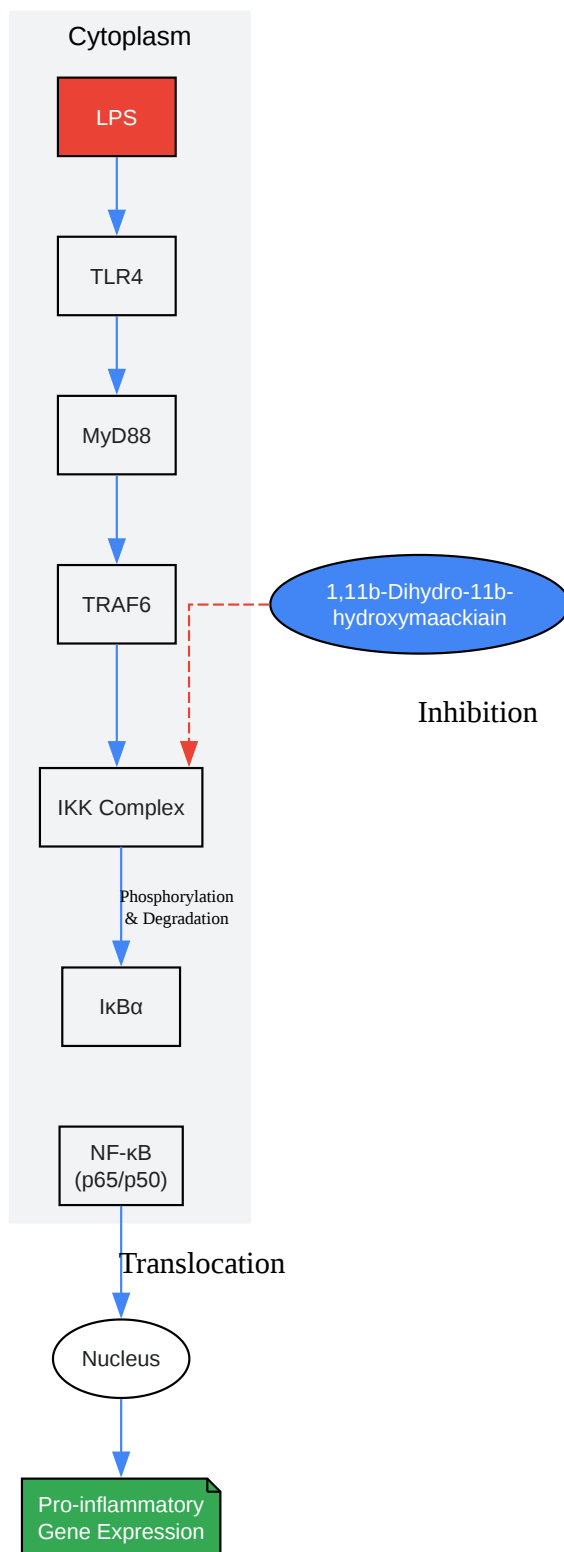 Cytoplasm
LPS
TLR4
MyD88
TRAF6
1,11b-Dihydro-11b-
hydroxymaackiain
Inhibition
IKK Complex
Phosphorylation
& Degradation
IκBα
NF-κB
(p65/p50)
Translocation
Nucleus
Pro-inflammatory
Gene Expression